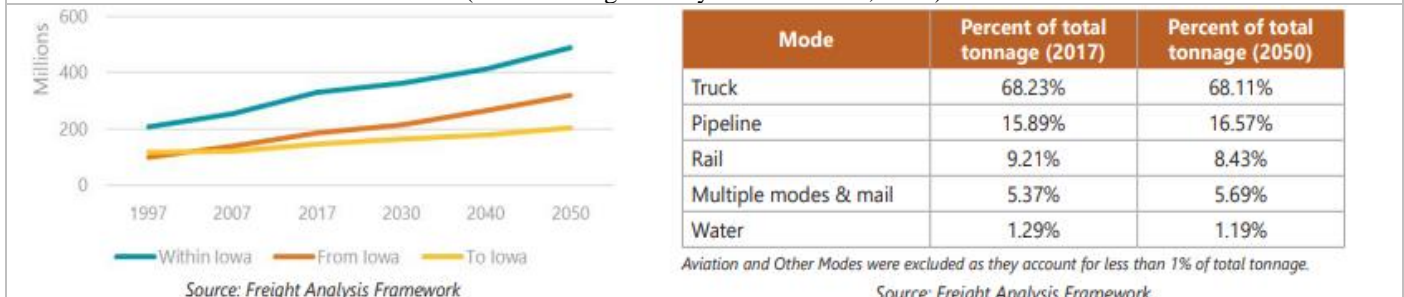 600
Millions
400
200
0
1997 2007 2017 2030 2040 2050
Within Iowa From Iowa To Iowa
Source: Freight Analysis Framework
Mode Percent of total tonnage (2017) Percent of total tonnage (2050)
Truck 68.23% 68.11%
Pipeline 15.89% 16.57%
Rail 9.21% 8.43%
Multiple modes & mail 5.37% 5.69%
Water 1.29% 1.19%
Aviation and Other Modes were excluded as they account for less than 1% of total tonnage.
Source: Freight Analysis Framework